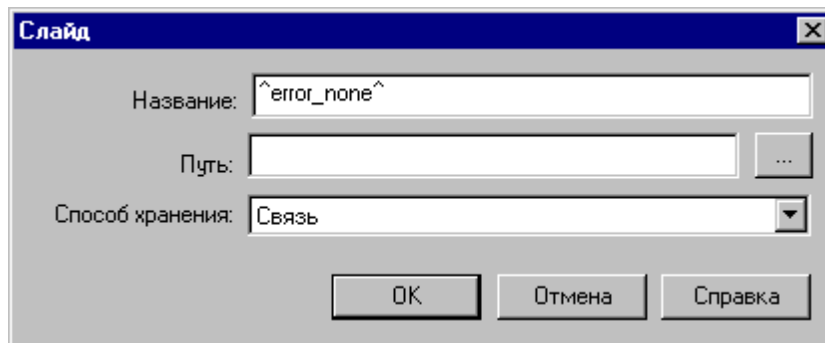 Слайд
Название: ^error_none^
Путь: ...
Способ хранения: Связь
OK Отмена Справка